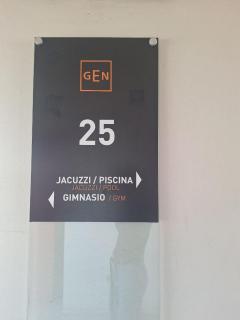 GEN
25
JACUZZI / PISCINA
JACUZZI / POOL
GIMNASIO / GYM